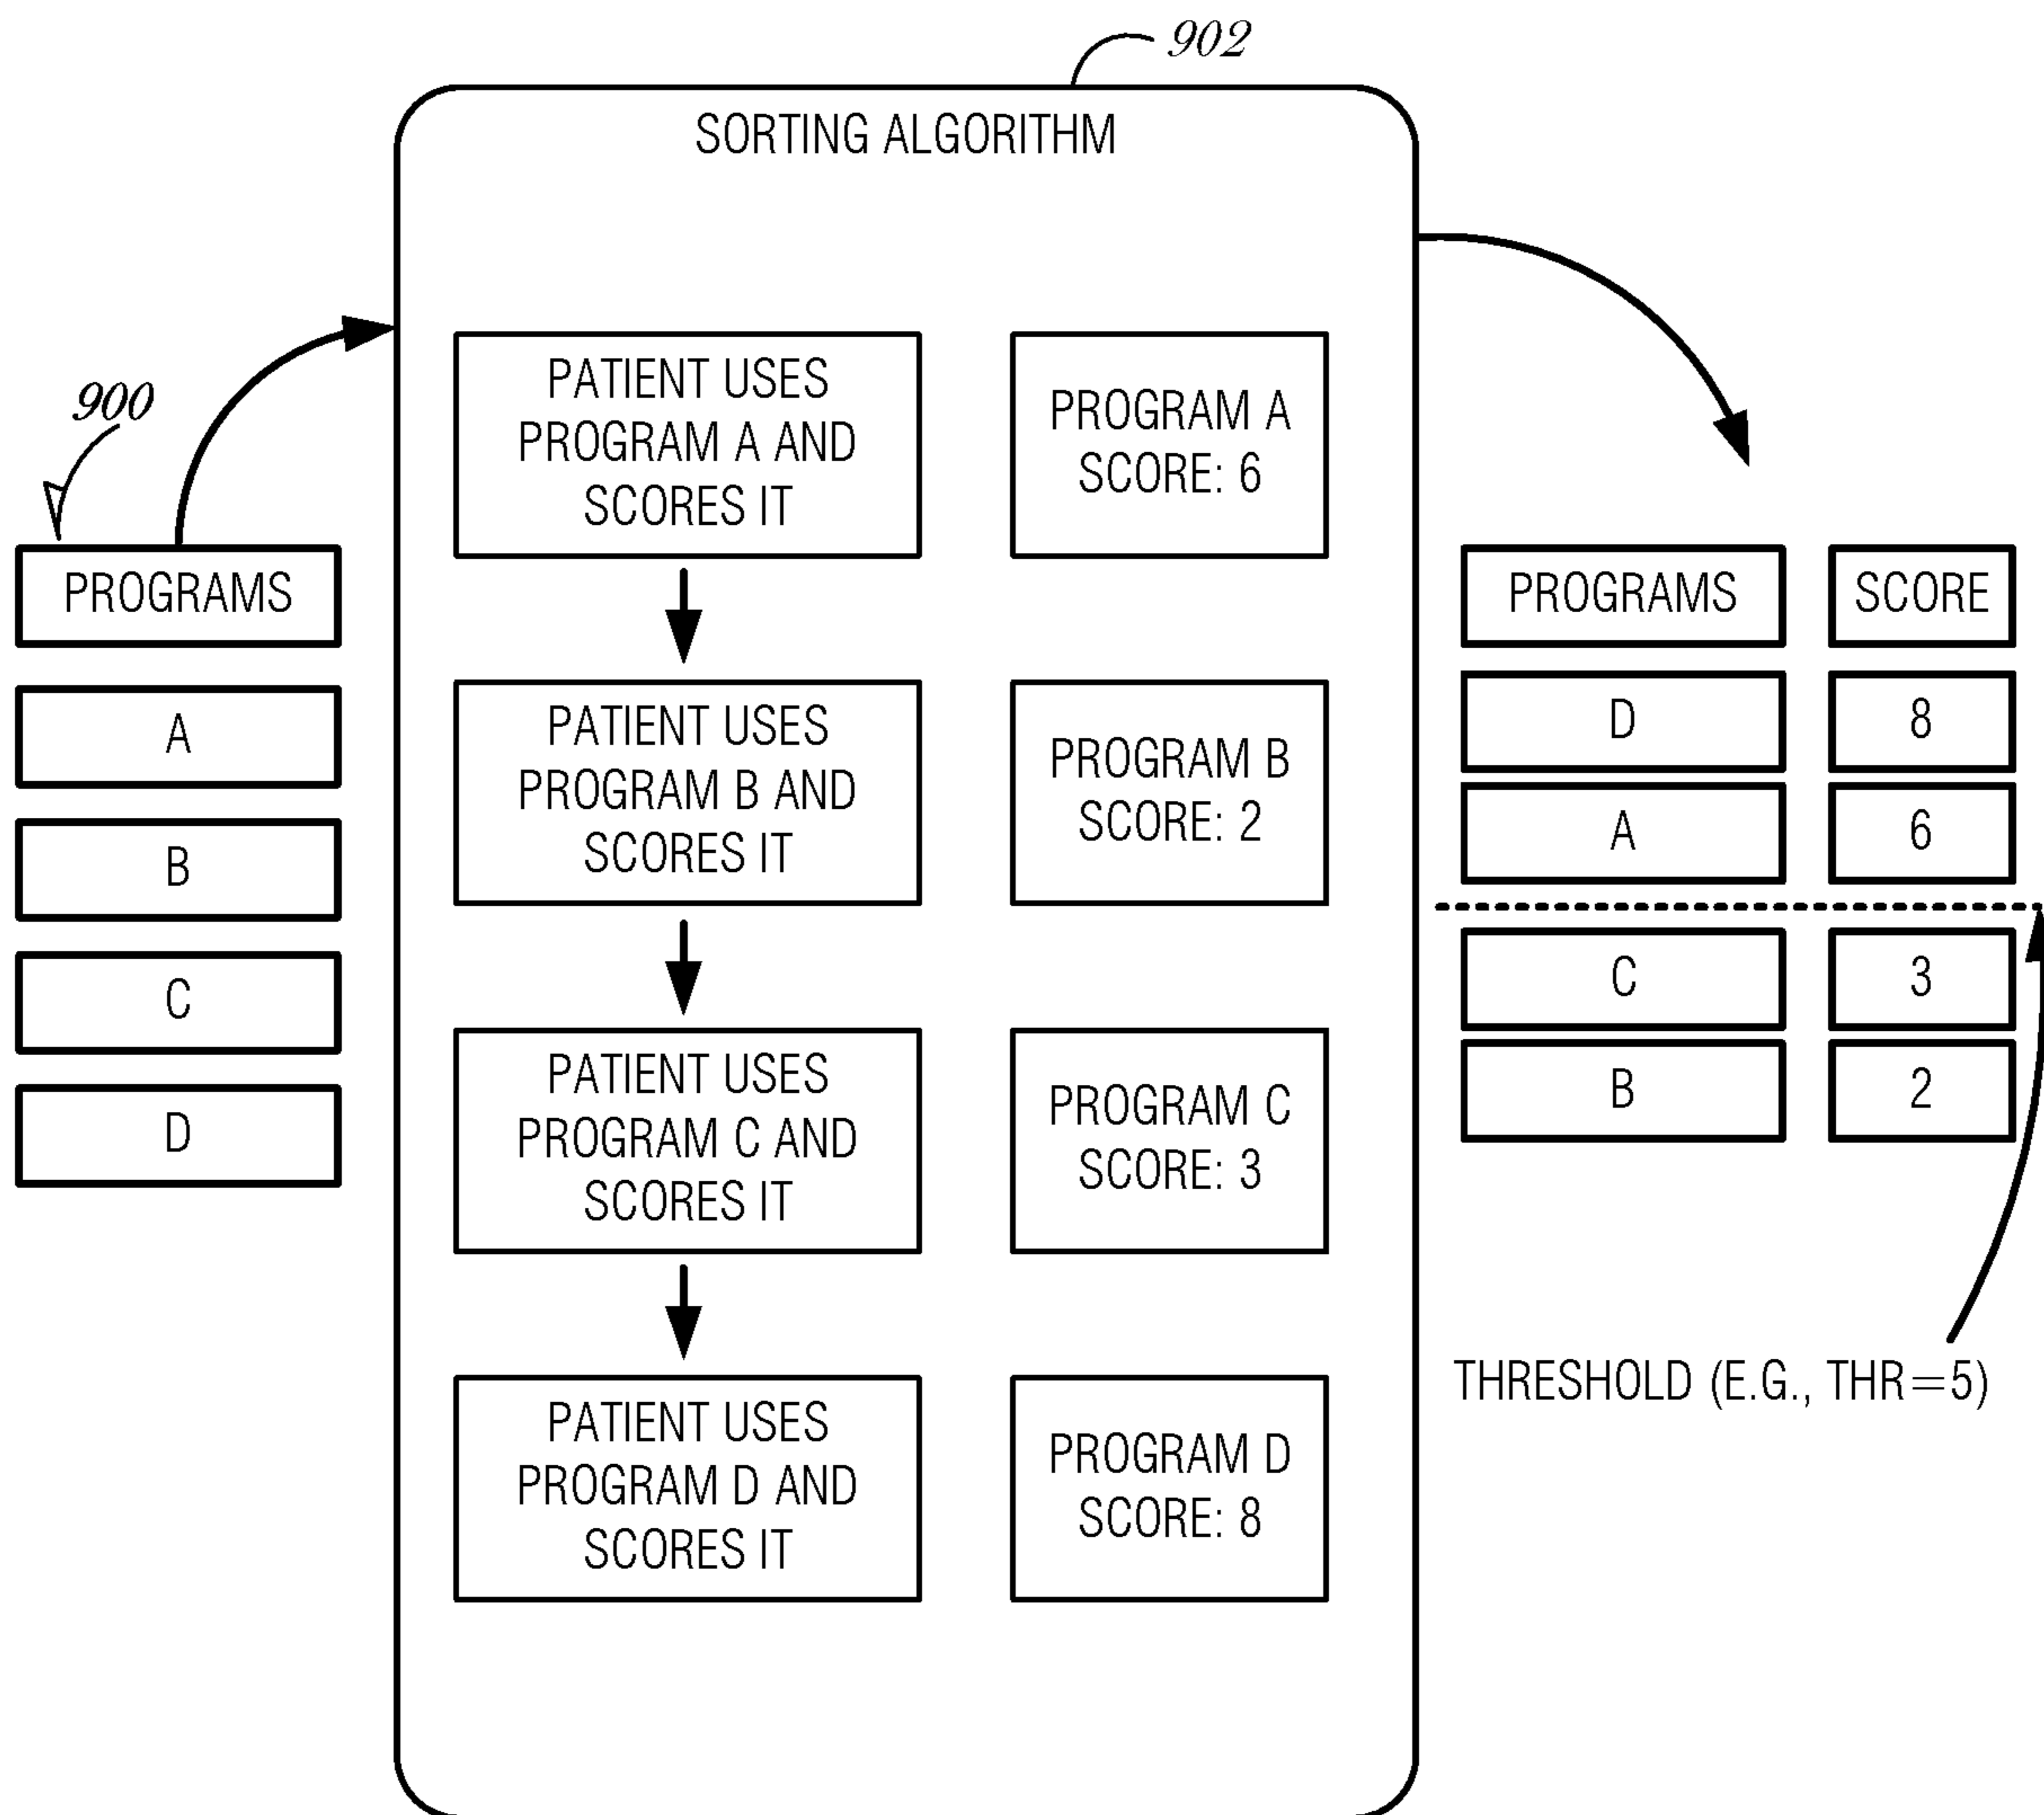 902
SORTING ALGORITHM
900
PROGRAMS
A
B
C
D
PATIENT USES
PROGRAM A AND
SCORES IT
PROGRAM A
SCORE: 6
PATIENT USES
PROGRAM B AND
SCORES IT
PROGRAM B
SCORE: 2
PATIENT USES
PROGRAM C AND
SCORES IT
PROGRAM C
SCORE: 3
PATIENT USES
PROGRAM D AND
SCORES IT
PROGRAM D
SCORE: 8
PROGRAMS SCORE
D 8
A 6
C 3
B 2
THRESHOLD (E.G., THR=5)